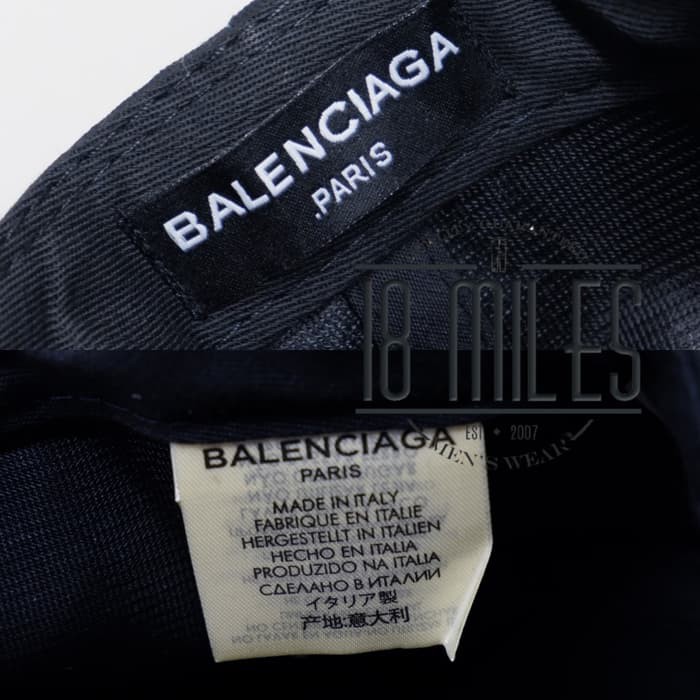 BALENCIAGA
.PARIS
18 MILES
EST. 2007
MEN'S WEAR
BALENCIAGA
PARIS
MADE IN ITALY
FABRIQUE EN ITALIE
HERGESTELLT IN ITALIEN
HECHO EN ITALIA
PRODUZIDO NA ITALIA
СДЕЛАНО В ИТАЛИИ
イタリア製
产地:意大利